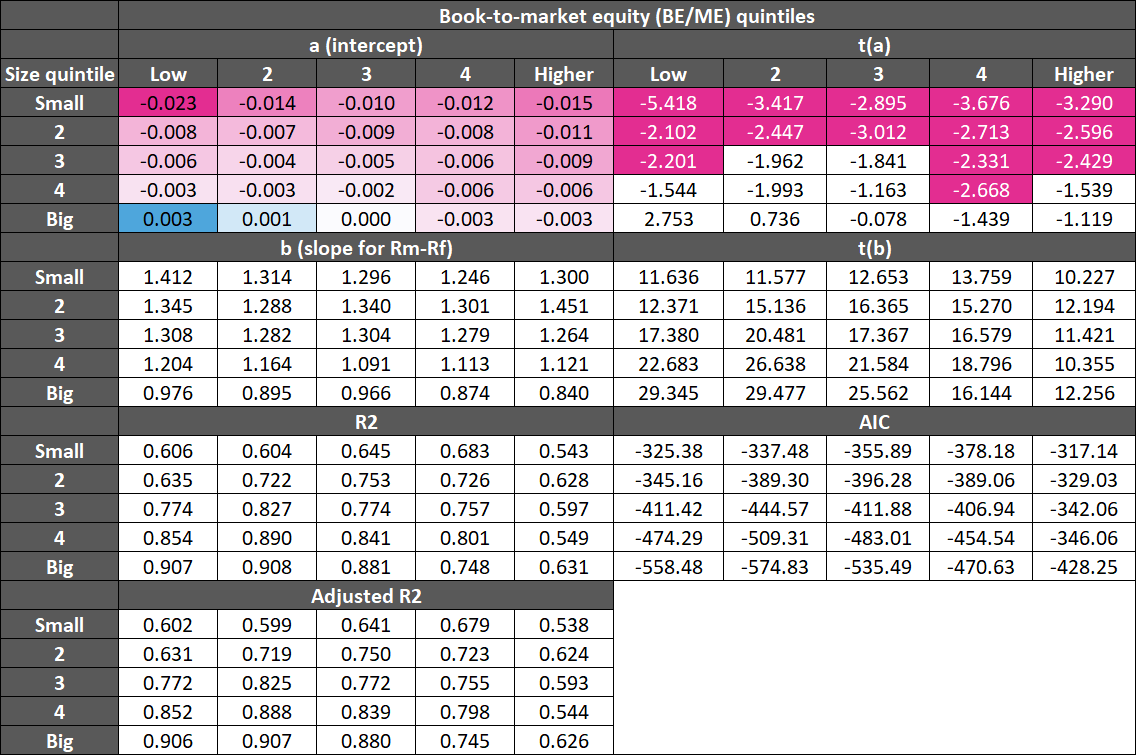 Book-to-market equity (BE/ME) quintiles
a (intercept) t(a)
Size quintile Low 2 3 4 Higher Low 2 3 4 Higher
Small -0.023 -0.014 -0.010 -0.012 -0.015 -5.418 -3.417 -2.895 -3.676 -3.290
2 -0.008 -0.007 -0.009 -0.008 -0.011 -2.102 -2.447 -3.012 -2.713 -2.596
3 -0.006 -0.004 -0.005 -0.006 -0.009 -2.201 -1.962 -1.841 -2.331 -2.429
4 -0.003 -0.003 -0.002 -0.006 -0.006 -1.544 -1.993 -1.163 -2.668 -1.539
Big 0.003 0.001 0.000 -0.003 -0.003 2.753 0.736 -0.078 -1.439 -1.119
b (slope for Rm-Rf) t(b)
Small 1.412 1.314 1.296 1.246 1.300 11.636 11.577 12.653 13.759 10.227
2 1.345 1.288 1.340 1.301 1.451 12.371 15.136 16.365 15.270 12.194
3 1.308 1.282 1.304 1.279 1.264 17.380 20.481 17.367 16.579 11.421
4 1.204 1.164 1.091 1.113 1.121 22.683 26.638 21.584 18.796 10.355
Big 0.976 0.895 0.966 0.874 0.840 29.345 29.477 25.562 16.144 12.256
R2 AIC
Small 0.606 0.604 0.645 0.683 0.543 -325.38 -337.48 -355.89 -378.18 -317.14
2 0.635 0.722 0.753 0.726 0.628 -345.16 -389.30 -396.28 -389.06 -329.03
3 0.774 0.827 0.774 0.757 0.597 -411.42 -444.57 -411.88 -406.94 -342.06
4 0.854 0.890 0.841 0.801 0.549 -474.29 -509.31 -483.01 -454.54 -346.06
Big 0.907 0.908 0.881 0.748 0.631 -558.48 -574.83 -535.49 -470.63 -428.25
Adjusted R2
Small 0.602 0.599 0.641 0.679 0.538
2 0.631 0.719 0.750 0.723 0.624
3 0.772 0.825 0.772 0.755 0.593
4 0.852 0.888 0.839 0.798 0.544
Big 0.906 0.907 0.880 0.745 0.626